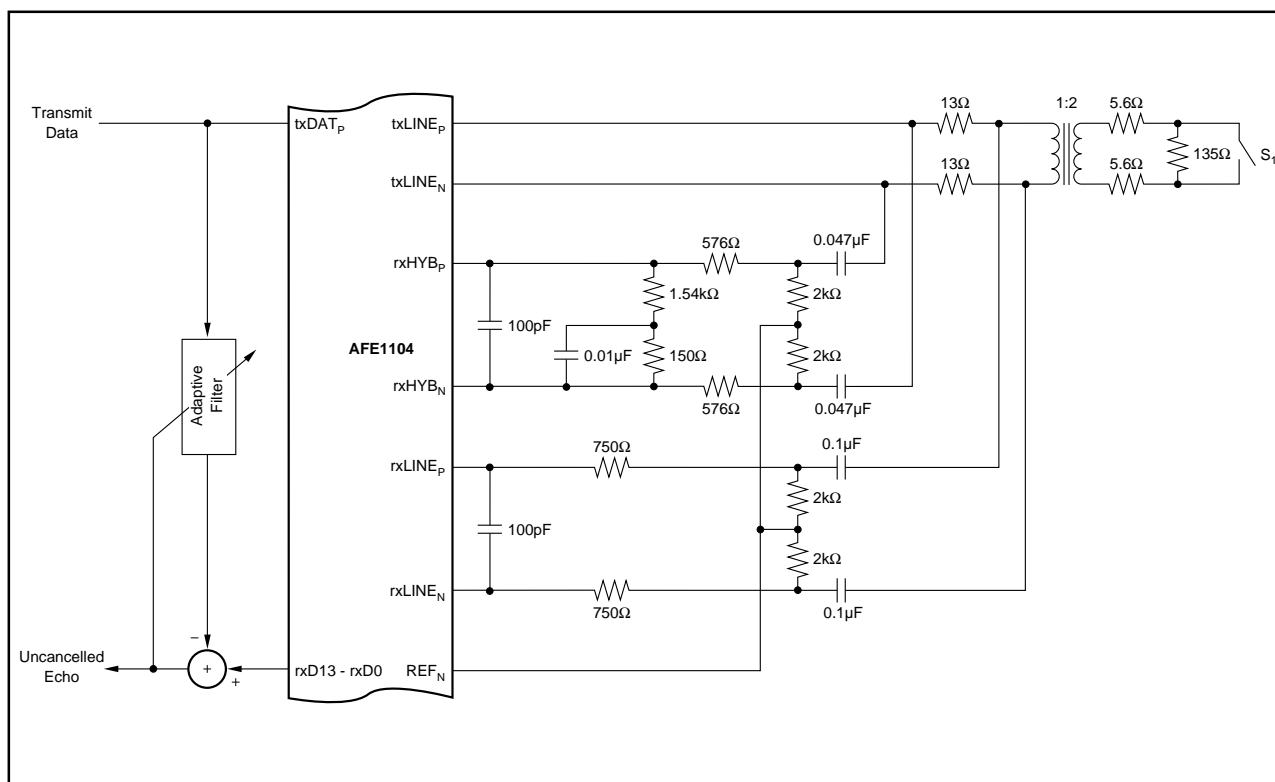 Transmit
Data
txDATP
txLINEP
13Ω
1:2
5.6Ω
135Ω
S1
txLINEN
13Ω
5.6Ω
576Ω
0.047µF
rxHYBP
1.54kΩ
2kΩ
100pF
AFE1104
0.01µF
150Ω
2kΩ
rxHYBN
576Ω
0.047µF
Adaptive
Filter
750Ω
0.1µF
rxLINEP
2kΩ
100pF
2kΩ
rxLINEN
750Ω
0.1µF
–
Uncancelled
Echo
+
+
rxD13 - rxD0
REFN